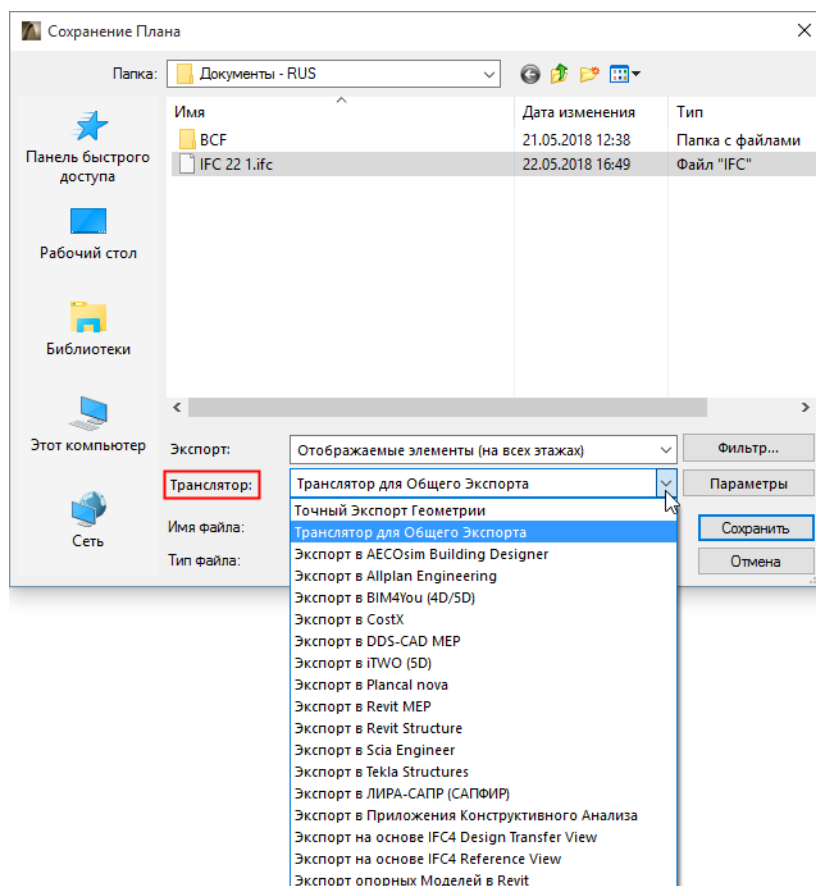 Сохранение Плана
Папка: Документы - RUS
Имя Дата изменения Тип
BCF 21.05.2018 12:38 Папка с файлами
IFC 22 1.ifc 22.05.2018 16:49 Файл "IFC"
Панель быстрого
доступа
Рабочий стол
Библиотеки
Этот компьютер
Сеть
Экспорт: Отображаемые элементы (на всех этажах) Фильтр...
Транслятор: Транслятор для Общего Экспорта Параметры
Имя файла: Сохранить
Тип файла: Отмена
Точный Экспорт Геометрии
Транслятор для Общего Экспорта
Экспорт в AECOsim Building Designer
Экспорт в Allplan Engineering
Экспорт в BIM4You (4D/5D)
Экспорт в CostX
Экспорт в DDS-CAD MEP
Экспорт в iTWO (5D)
Экспорт в Plancal nova
Экспорт в Revit MEP
Экспорт в Revit Structure
Экспорт в Scia Engineer
Экспорт в Tekla Structures
Экспорт в ЛИРА-САПР (САПФИР)
Экспорт в Приложения Конструктивного Анализа
Экспорт на основе IFC4 Design Transfer View
Экспорт на основе IFC4 Reference View
Экспорт опорных Моделей в Revit